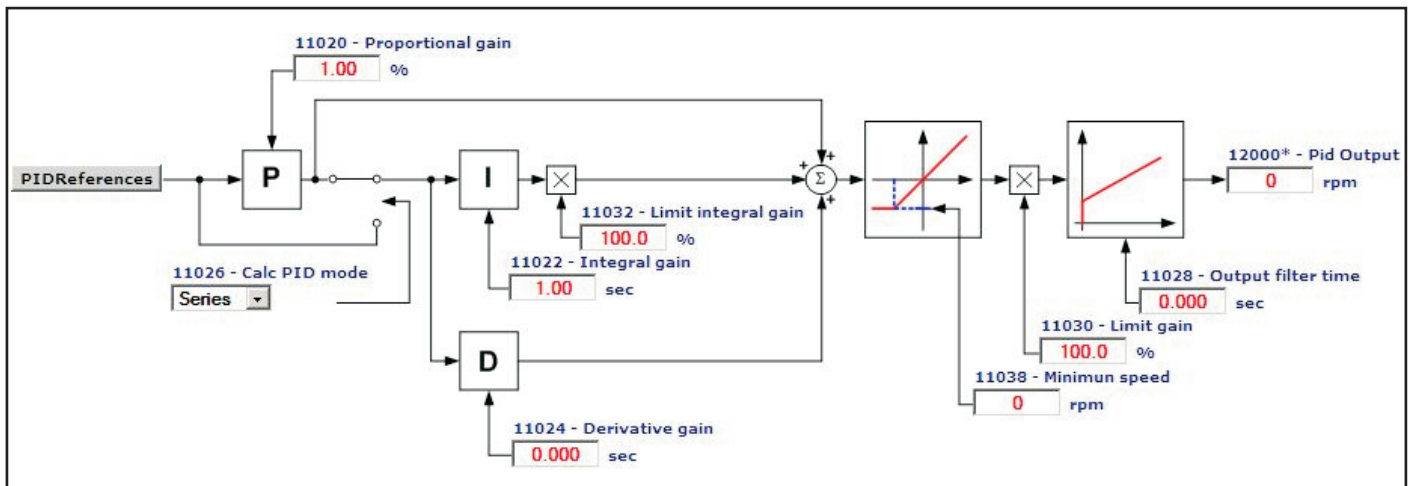 11020 - Proportional gain
1.00 %
PIDReferences
P
I
Σ
+
+
+
12000* - Pid Output
0 rpm
11032 - Limit integral gain
100.0 %
11026 - Calc PID mode
Series
11022 - Integral gain
1.00 sec
11028 - Output filter time
0.000 sec
11030 - Limit gain
100.0 %
D
11038 - Minimun speed
0 rpm
11024 - Derivative gain
0.000 sec